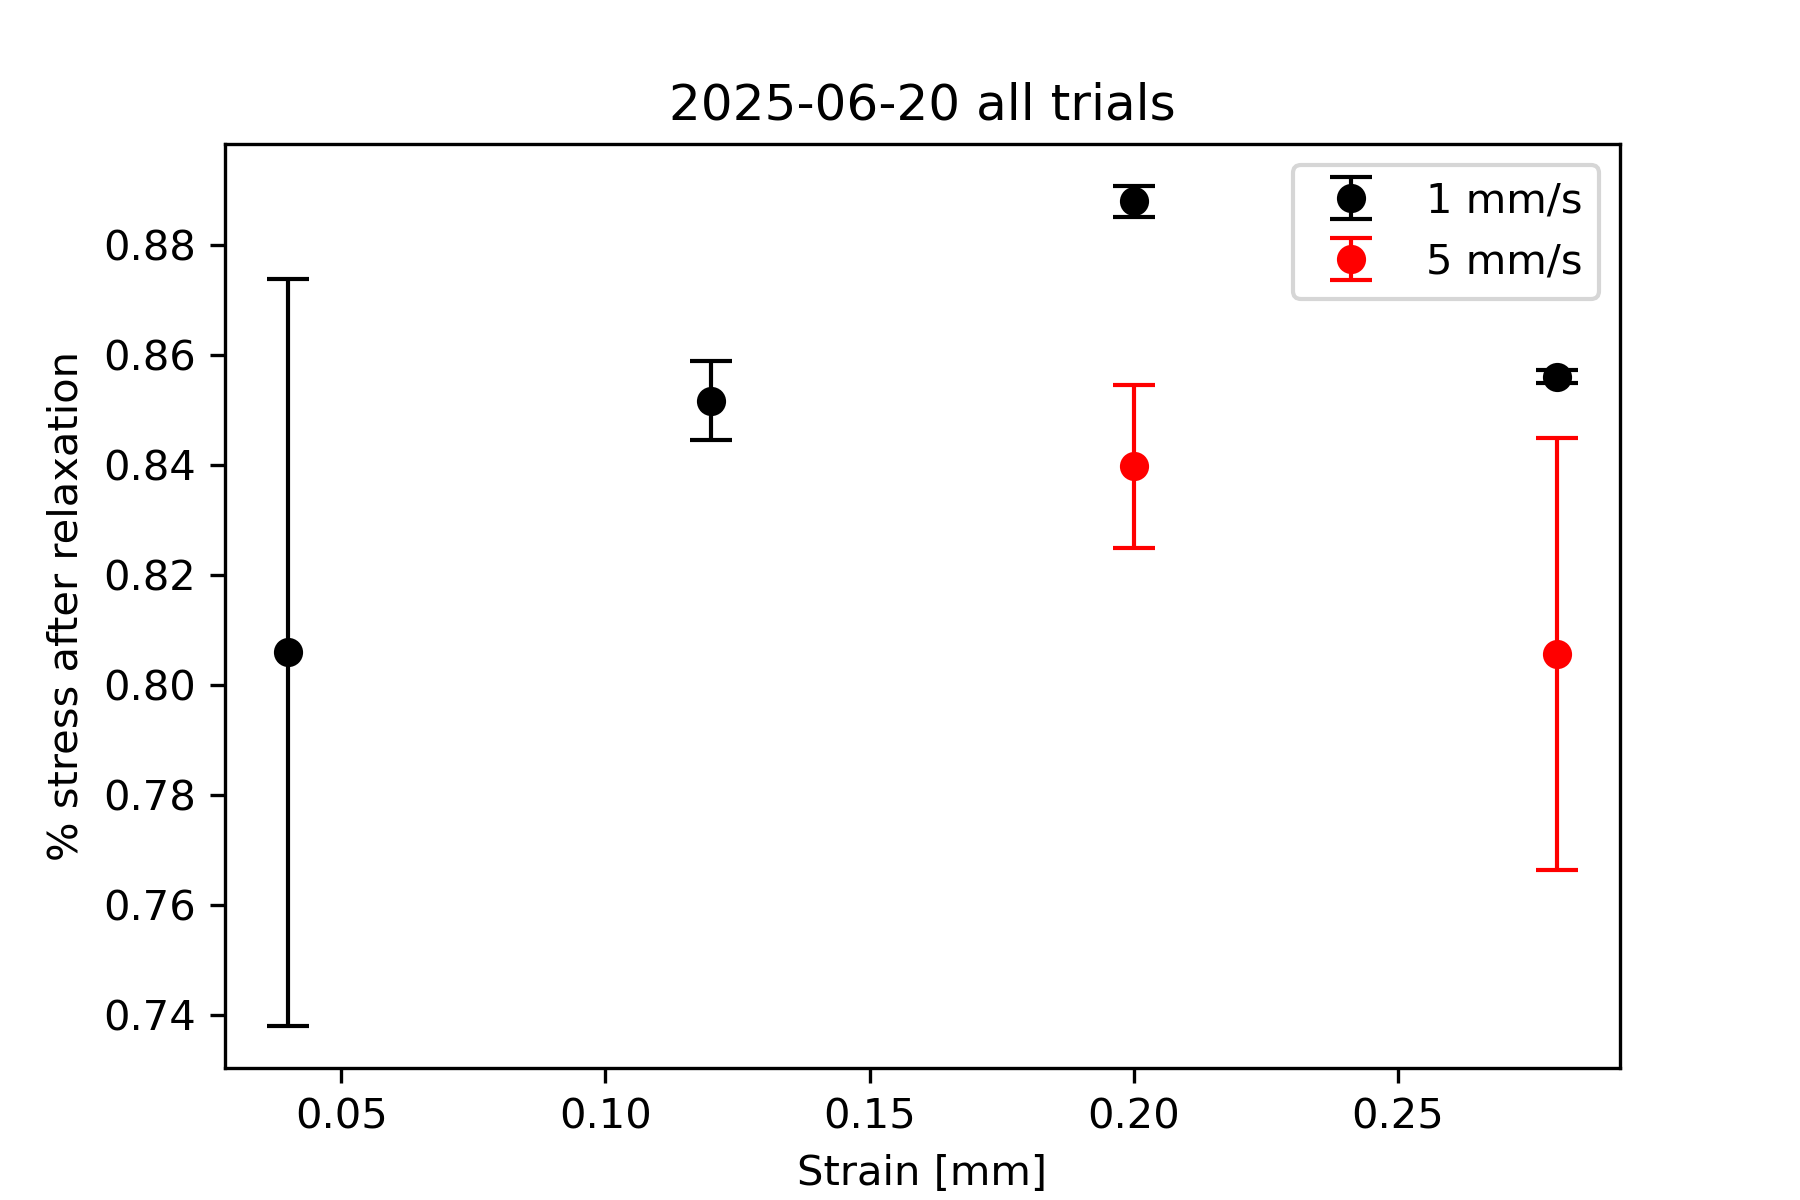 2025-06-20 all trials
1 mm/s
5 mm/s
% stress after relaxation
0.88
0.86
0.84
0.82
0.80
0.78
0.76
0.74
0.05 0.10 0.15 0.20 0.25
Strain [mm]